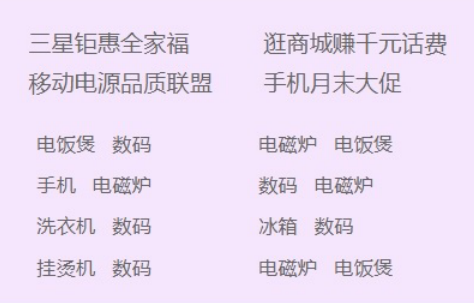 三星钜惠全家福 逛商城赚千元话费
移动电源品质联盟 手机月末大促
电饭煲 数码 电磁炉 电饭煲
手机 电磁炉 数码 电磁炉
洗衣机 数码 冰箱 数码
挂烫机 数码 电磁炉 电饭煲